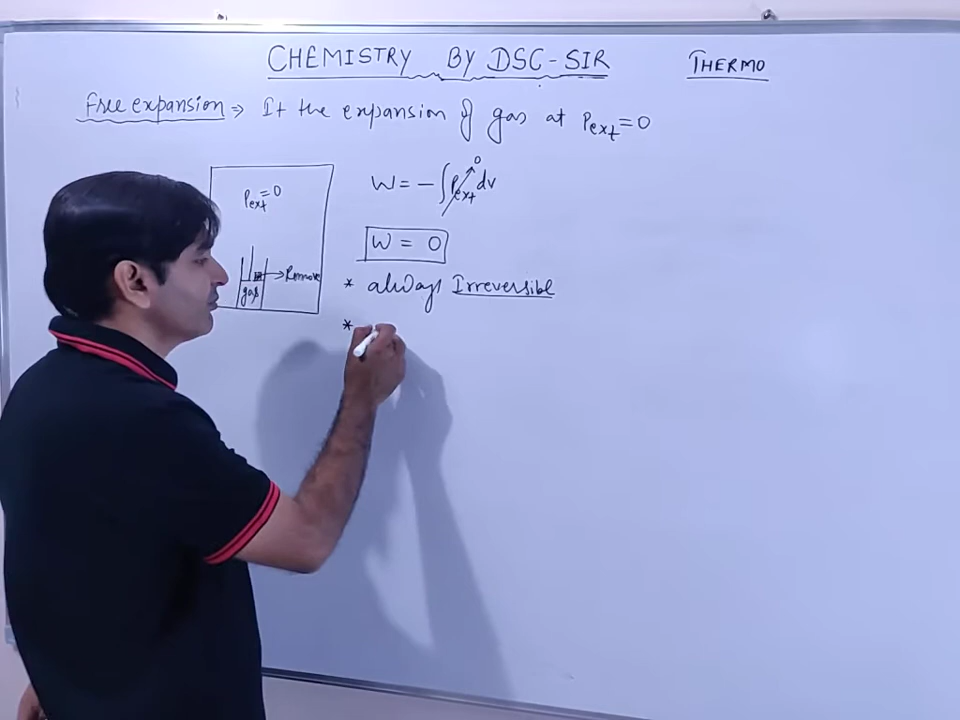 CHEMISTRY BY DSC-SIR THERMO
Free expansion ⇒ It the expansion of gas at Pext=0
Pext=0
gas → Remove
W = -∫Pext dv
0
W = 0
* always Irreversible
*